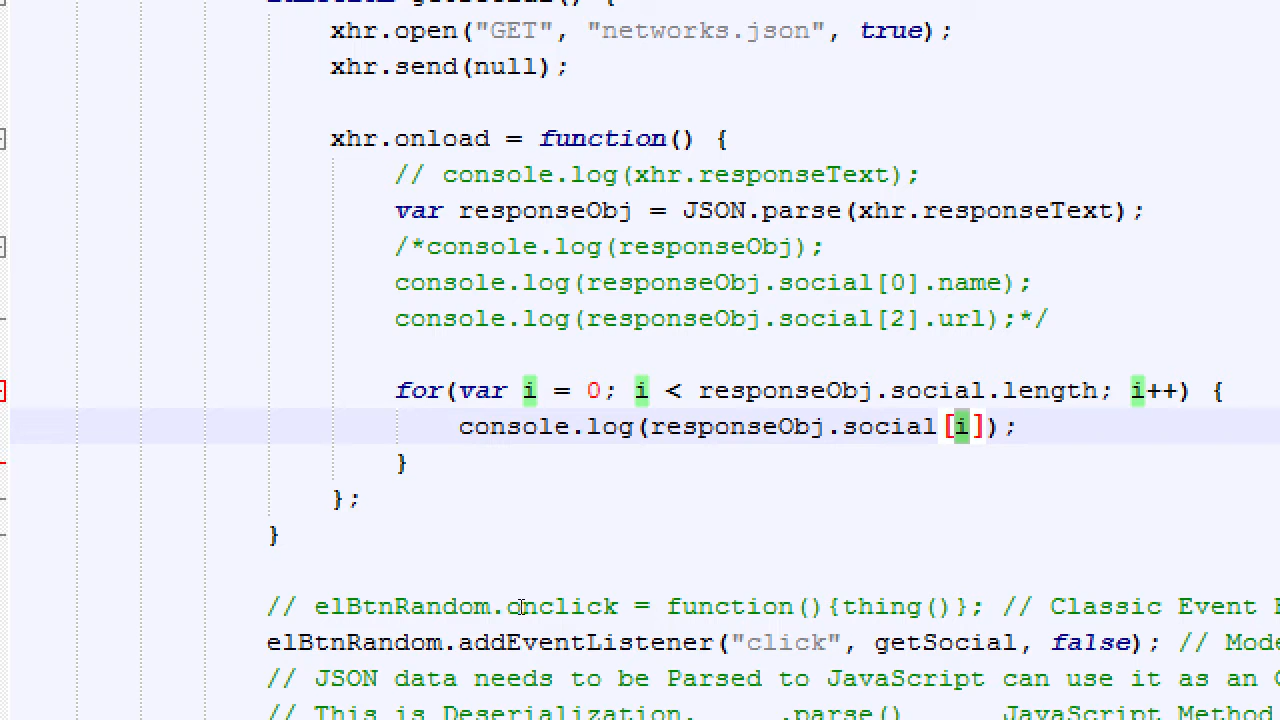 function getSocial() {
xhr.open("GET", "networks.json", true);
xhr.send(null);
xhr.onload = function() {
// console.log(xhr.responseText);
var responseObj = JSON.parse(xhr.responseText);
/*console.log(responseObj);
console.log(responseObj.social[0].name);
console.log(responseObj.social[2].url);*/
for(var i = 0; i < responseObj.social.length; i++) {
console.log(responseObj.social[i]);
}
};
}
// elBtnRandom.onclick = function(){thing()}; // Classic Event
elBtnRandom.addEventListener("click", getSocial, false); // Mode
// JSON data needs to be Parsed to JavaScript can use it as an
// This is Deserialization. .parse() JavaScript Method